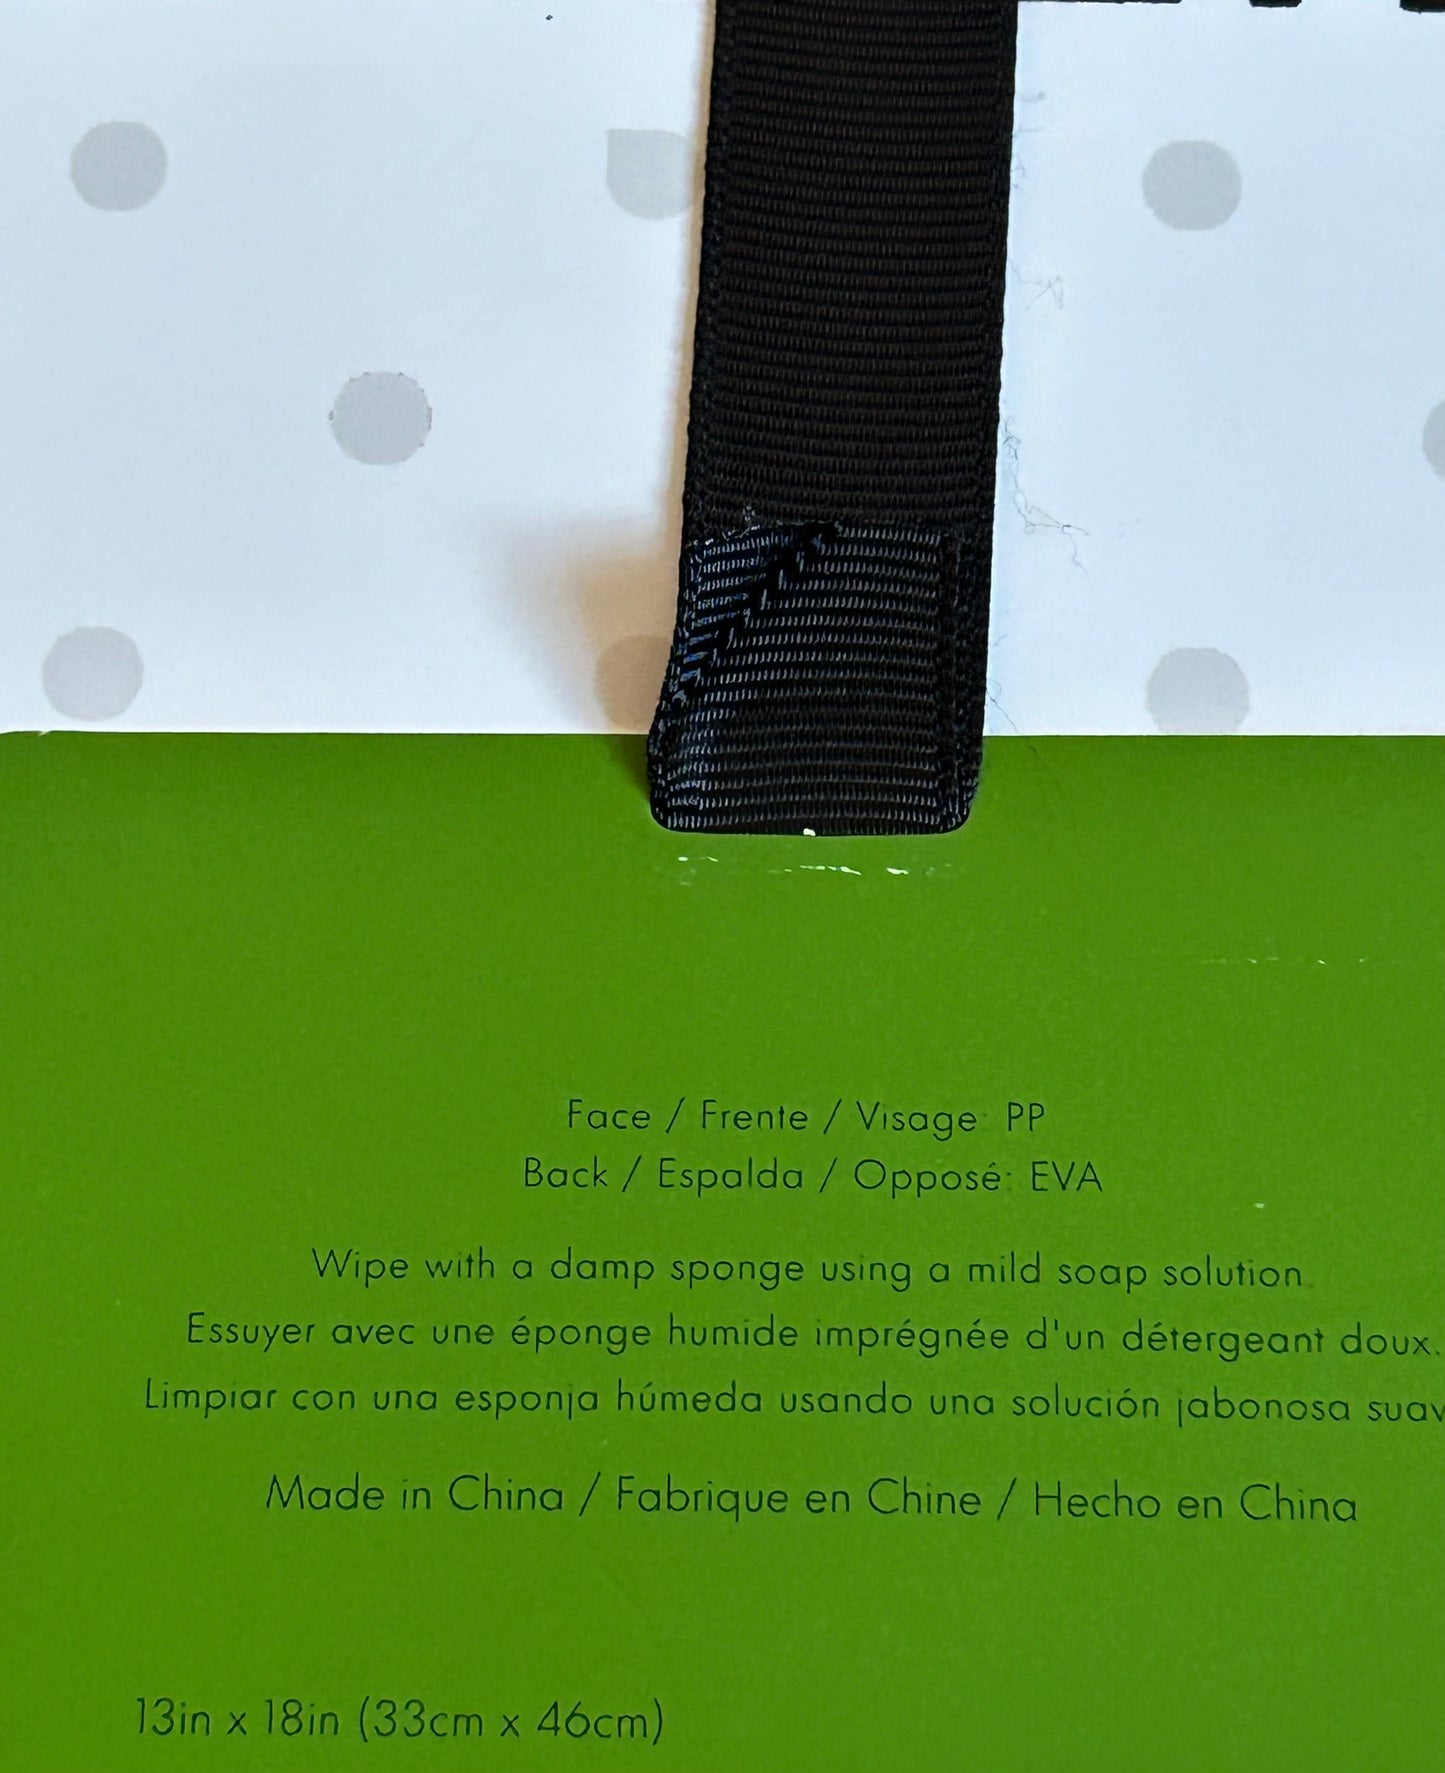 Face / Frente / Visage: PP
Back / Espalda / Opposé: EVA
Wipe with a damp sponge using a mild soap solution.
Essuyer avec une éponge humide imprégnée d'un détergeant doux.
Limpiar con una esponja húmeda usando una solución jabonosa suav
Made in China / Fabrique en Chine / Hecho en China
13in x 18in (33cm x 46cm)